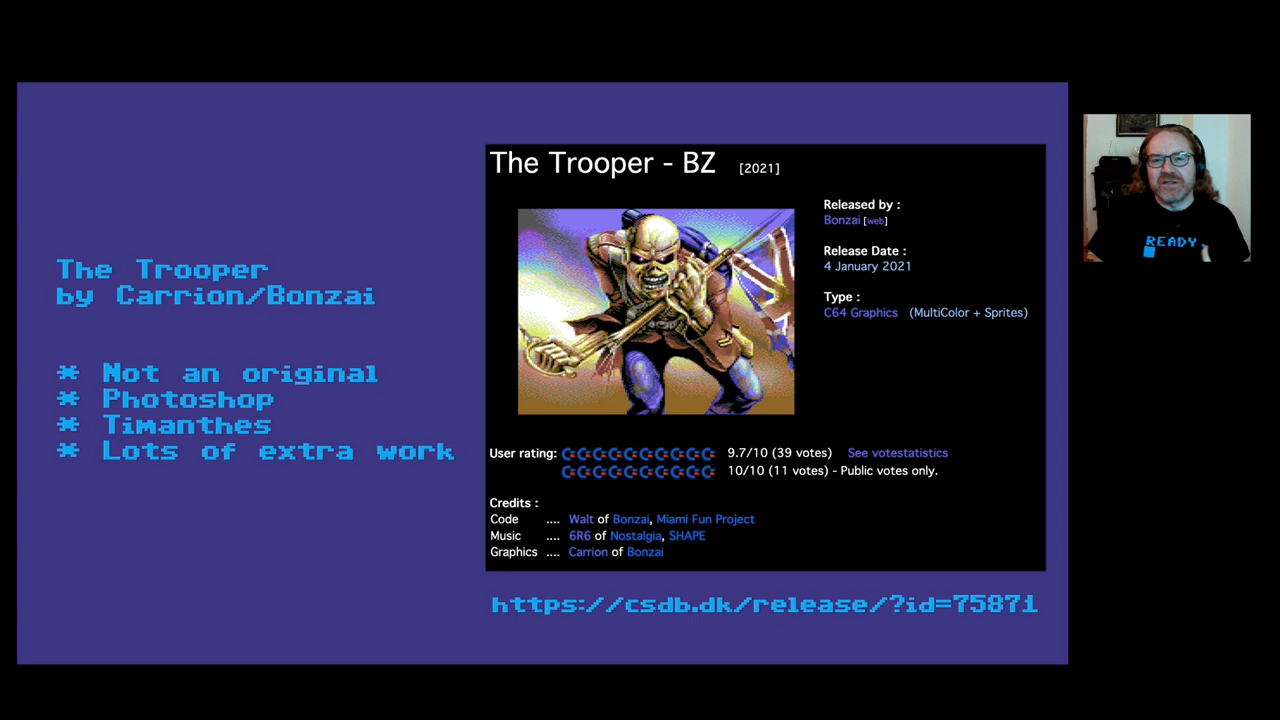 The Trooper
by Carrion/Bonzai
* Not an original
* Photoshop
* Timanthes
* Lots of extra work
The Trooper - BZ [2021]
Released by :
Bonzai [web]
Release Date :
4 January 2021
Type :
C64 Graphics (MultiColor + Sprites)
User rating: 9.7/10 (39 votes) See votestatistics
10/10 (11 votes) - Public votes only.
Credits :
Code .... Walt of Bonzai, Miami Fun Project
Music .... 6R6 of Nostalgia, SHAPE
Graphics .... Carrion of Bonzai
https://csdb.dk/release/?id=75871
READY.